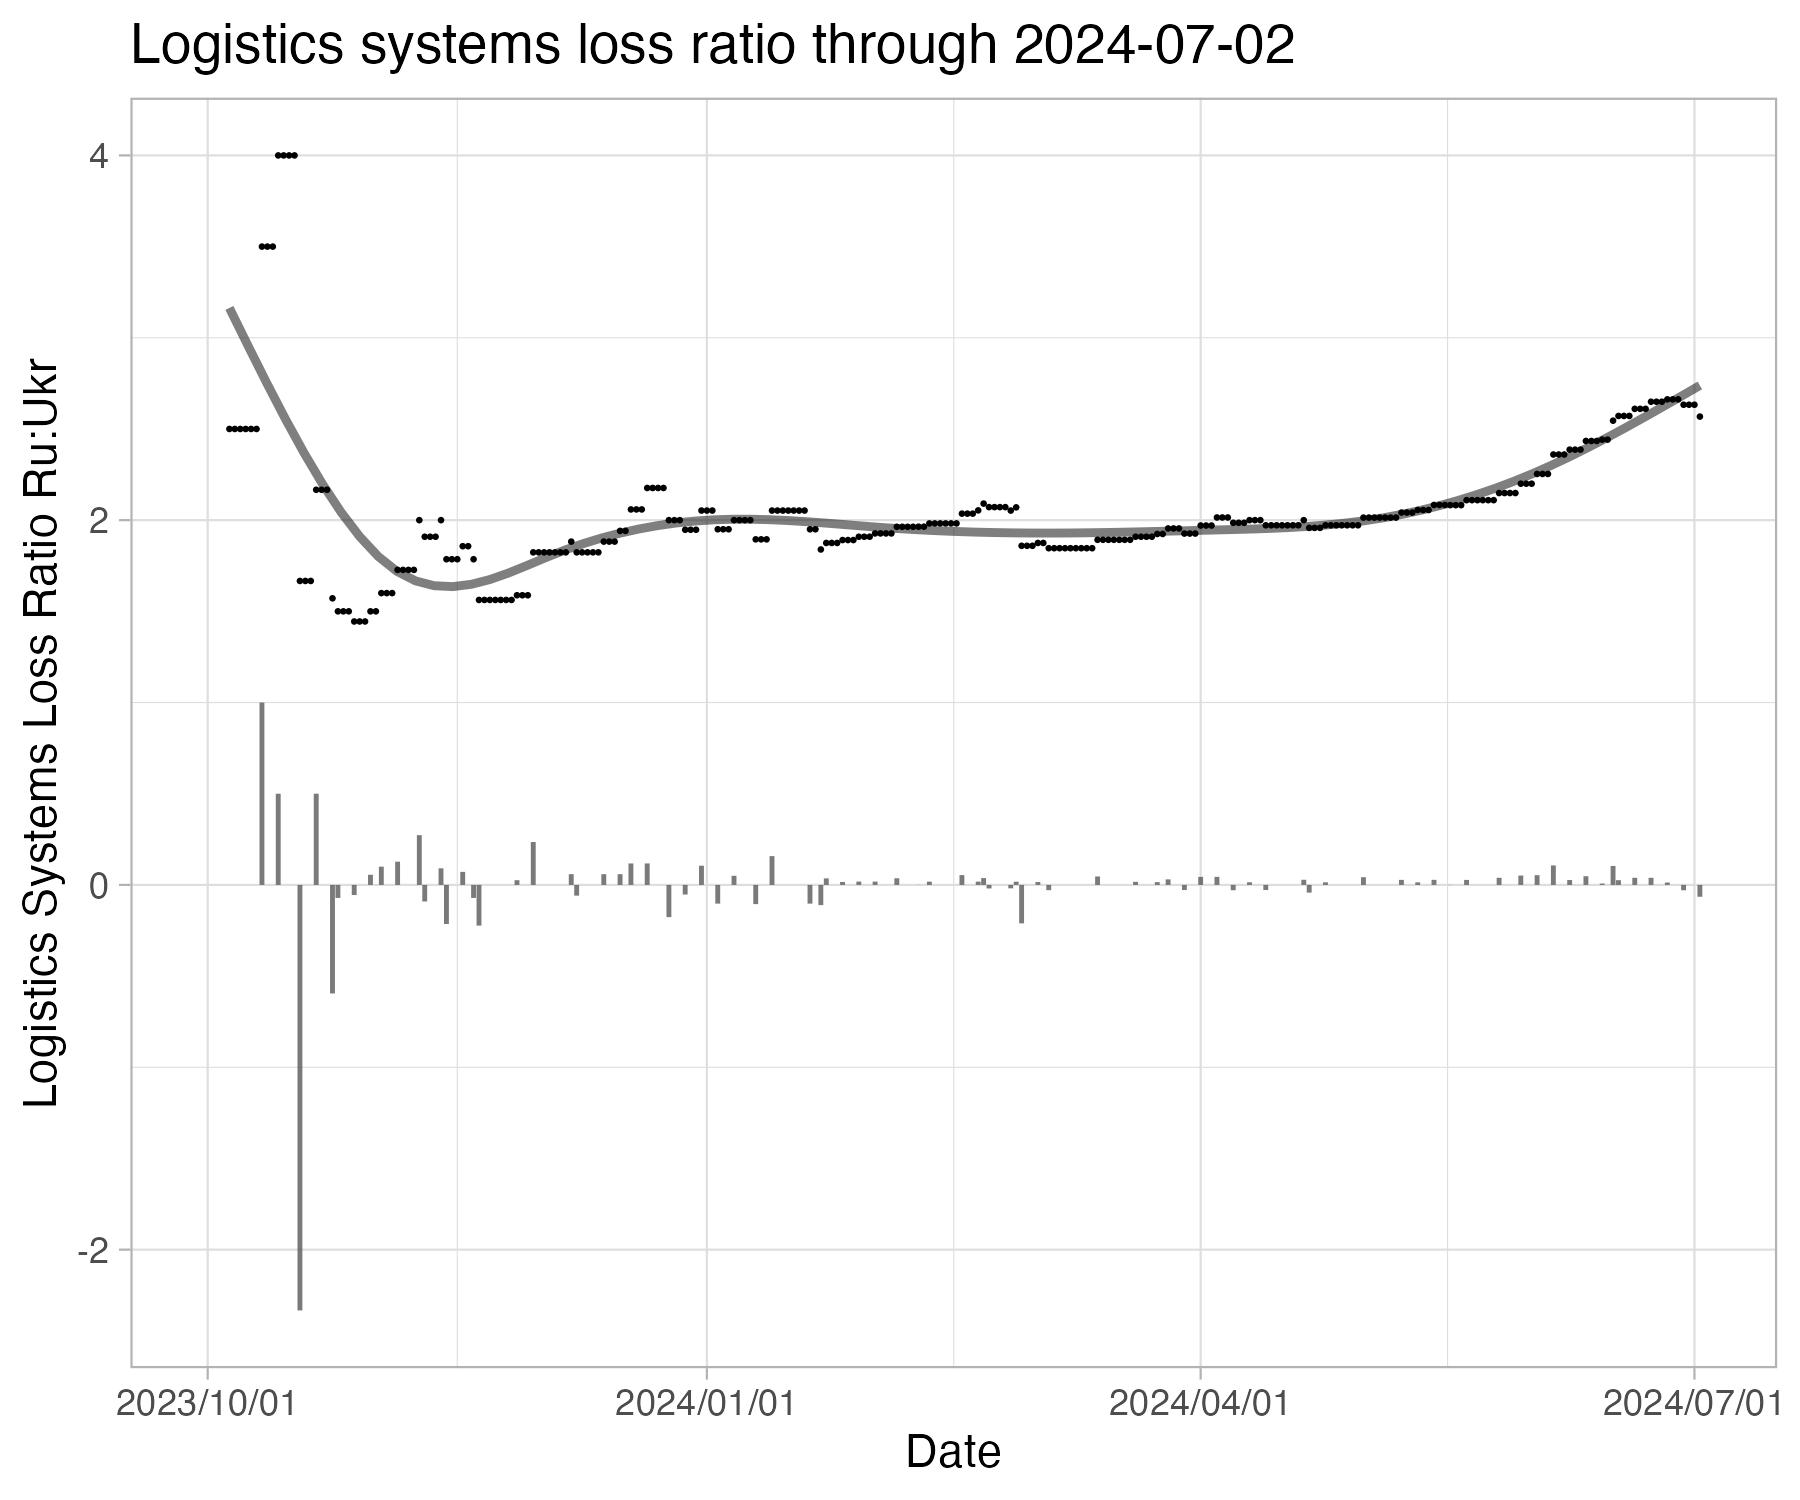 Logistics systems loss ratio through 2024-07-02
Logistics Systems Loss Ratio Ru:Ukr
4
2
0
-2
2023/10/01
2024/01/01
2024/04/01
2024/07/01
Date